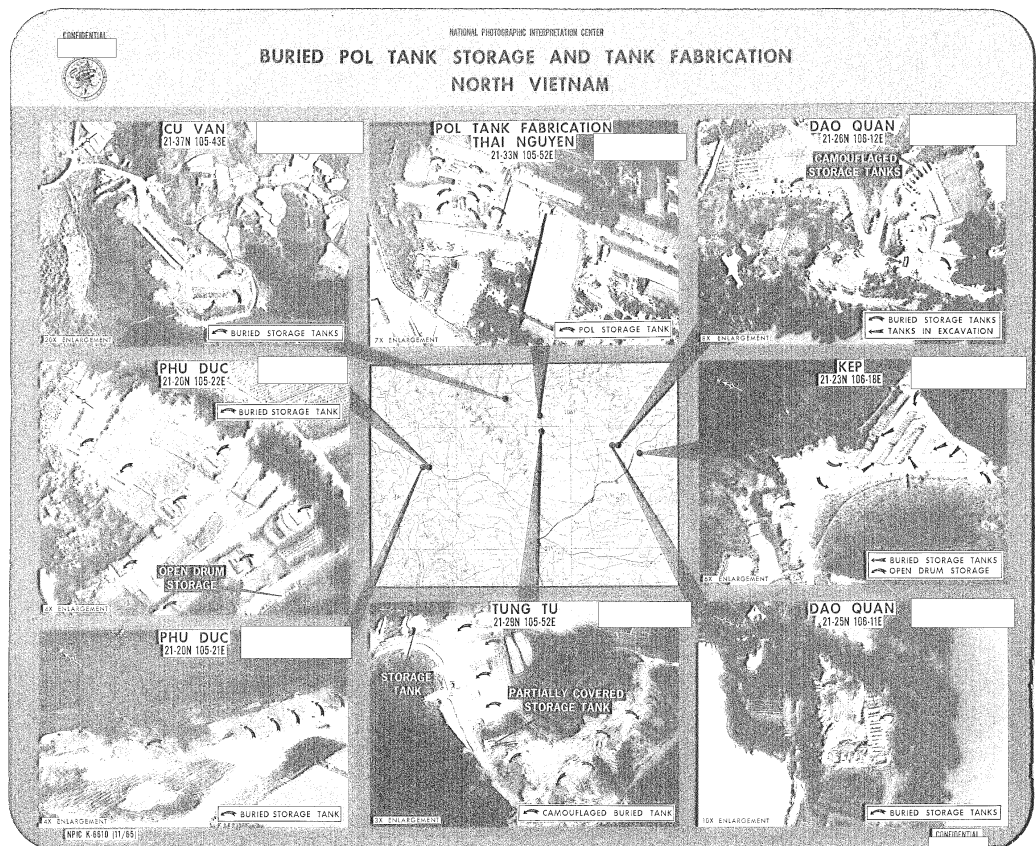 CONFIDENTIAL
NATIONAL PHOTOGRAPHIC INTERPRETATION CENTER
BURIED POL TANK STORAGE AND TANK FABRICATION
NORTH VIETNAM
CU VAN
21-37N 105-43E
BURIED STORAGE TANKS
20X ENLARGEMENT
POL TANK FABRICATION
THAI NGUYEN
21-33N 105-52E
POL STORAGE TANK
7X ENLARGEMENT
DAO QUAN
21-26N 106-12E
CAMOUFLAGED
STORAGE TANKS
BURIED STORAGE TANKS
TANKS IN EXCAVATION
ENLARGEMENT
PHU DUC
21-20N 105-22E
BURIED STORAGE TANK
OPEN DRUM
STORAGE
ENLARGEMENT
KEP
21-23N 106-18E
BURIED STORAGE TANKS
OPEN DRUM STORAGE
ENLARGEMENT
PHU DUC
21-20N 105-21E
BURIED STORAGE TANK
4X ENLARGEMENT
TUNG TU
21-29N 105-52E
STORAGE
TANK
PARTIALLY COVERED
STORAGE TANK
CAMOUFLAGED BURIED TANK
3X ENLARGEMENT
DAO QUAN
21-25N 106-11E
BURIED STORAGE TANKS
10X ENLARGEMENT
NPIC K-6610 (11/65)
CONFIDENTIAL